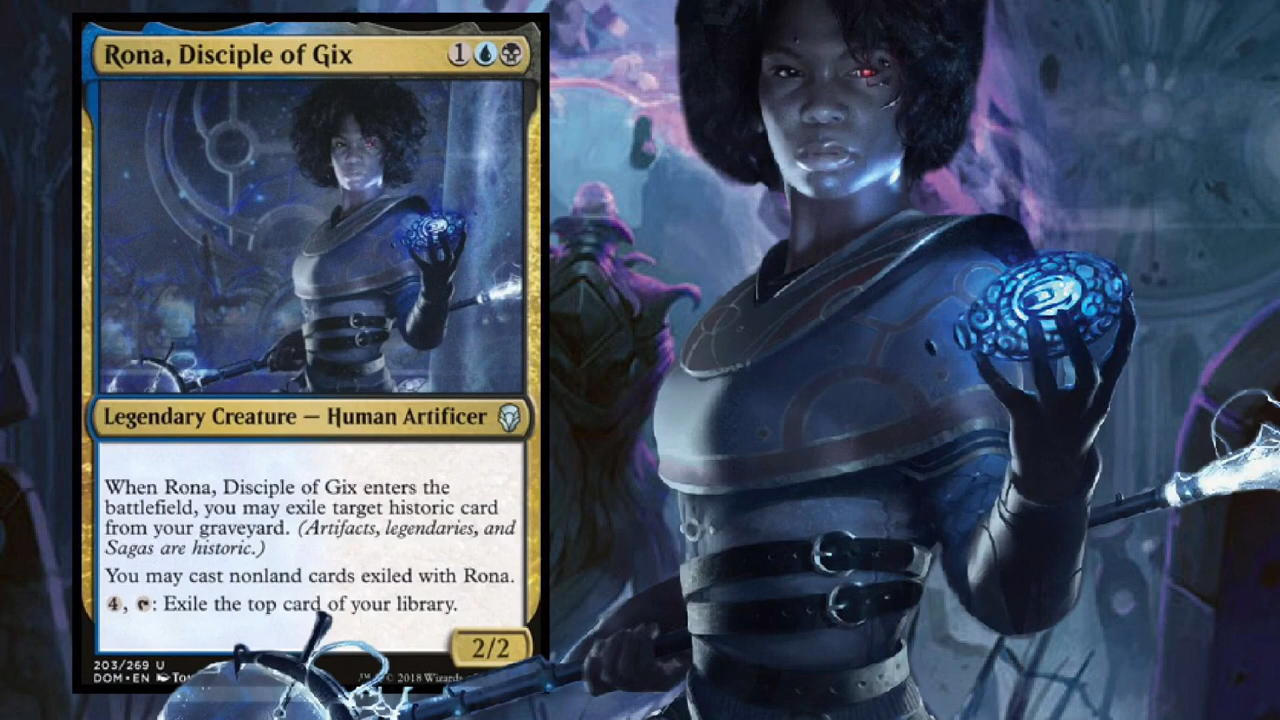 Rona, Disciple of Gix 1
Legendary Creature — Human Artificer
When Rona, Disciple of Gix enters the
battlefield, you may exile target historic card
from your graveyard. (Artifacts, legendaries, and
Sagas are historic.)
You may cast nonland cards exiled with Rona.
4, : Exile the top card of your library.
2/2
203/269 U
DOM • EN
™ & © 2018 Wizards